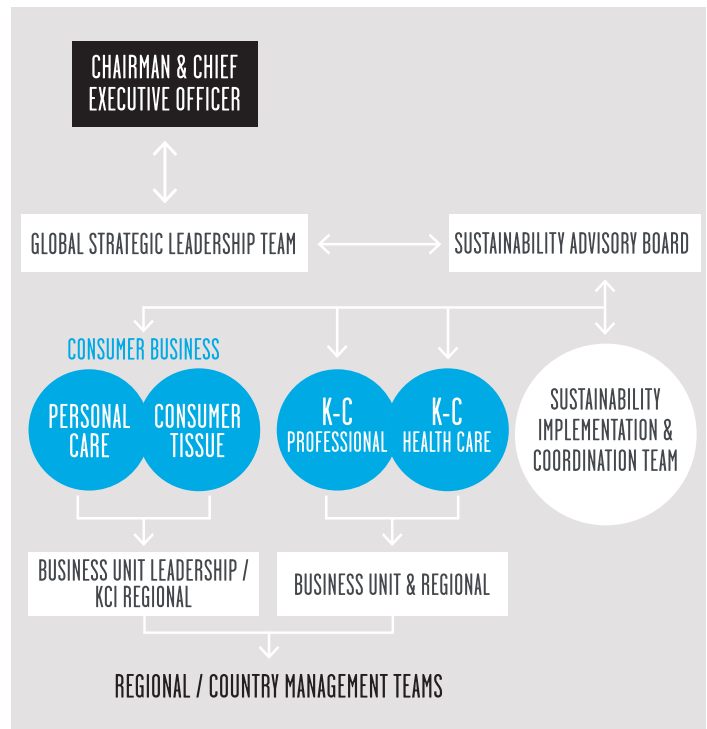 CHAIRMAN & CHIEF
EXECUTIVE OFFICER
GLOBAL STRATEGIC LEADERSHIP TEAM
SUSTAINABILITY ADVISORY BOARD
CONSUMER BUSINESS
PERSONAL
CARE
CONSUMER
TISSUE
K-C
PROFESSIONAL
K-C
HEALTH CARE
SUSTAINABILITY
IMPLEMENTATION &
COORDINATION TEAM
BUSINESS UNIT LEADERSHIP /
KCI REGIONAL
BUSINESS UNIT & REGIONAL
REGIONAL / COUNTRY MANAGEMENT TEAMS